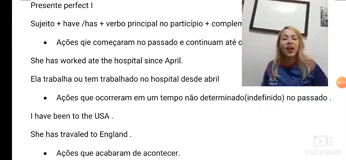 Presente perfect I
Sujeito + have /has + verbo principal no particípio + complem
• Ações qie começaram no passado e continuam até o
She has worked ate the hospital since April.
Ela trabalha ou tem trabalhado no hospital desde abril
• Ações que ocorreram em um tempo não determinado(indefinido) no passado .
I have been to the USA .
She has traveled to England .
• Ações que acabaram de acontecer.